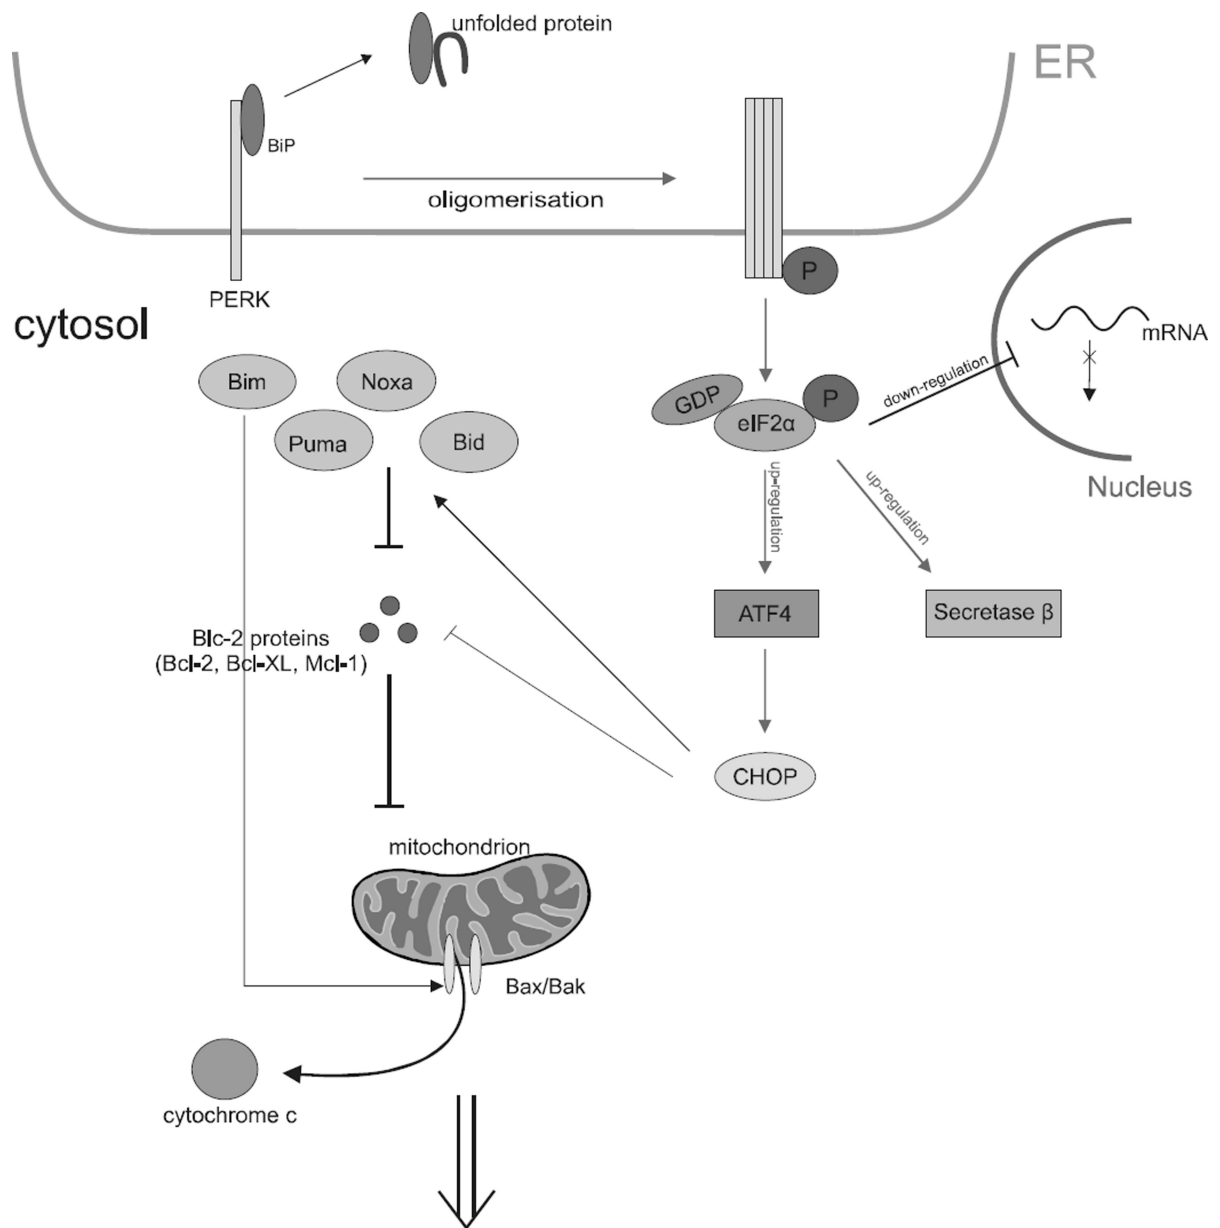 unfolded protein
ER
BiP
oligomerisation
P
PERK
cytosol
mRNA
Bim
Noxa
GDP
P
down-regulation
eIF2α
Puma
Bid
Nucleus
up-regulation
up-regulation
ATF4
Secretase β
Blc-2 proteins
(Bcl-2, Bcl-XL, Mcl-1)
CHOP
mitochondrion
Bax/Bak
cytochrome c